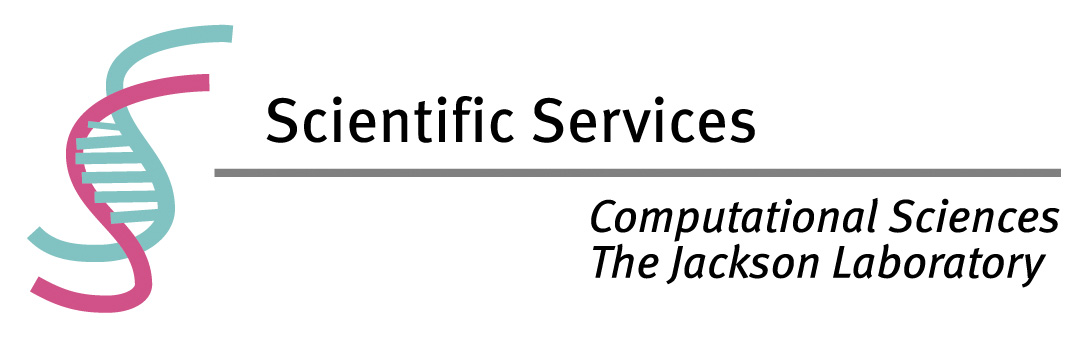 Scientific Services
Computational Sciences
The Jackson Laboratory